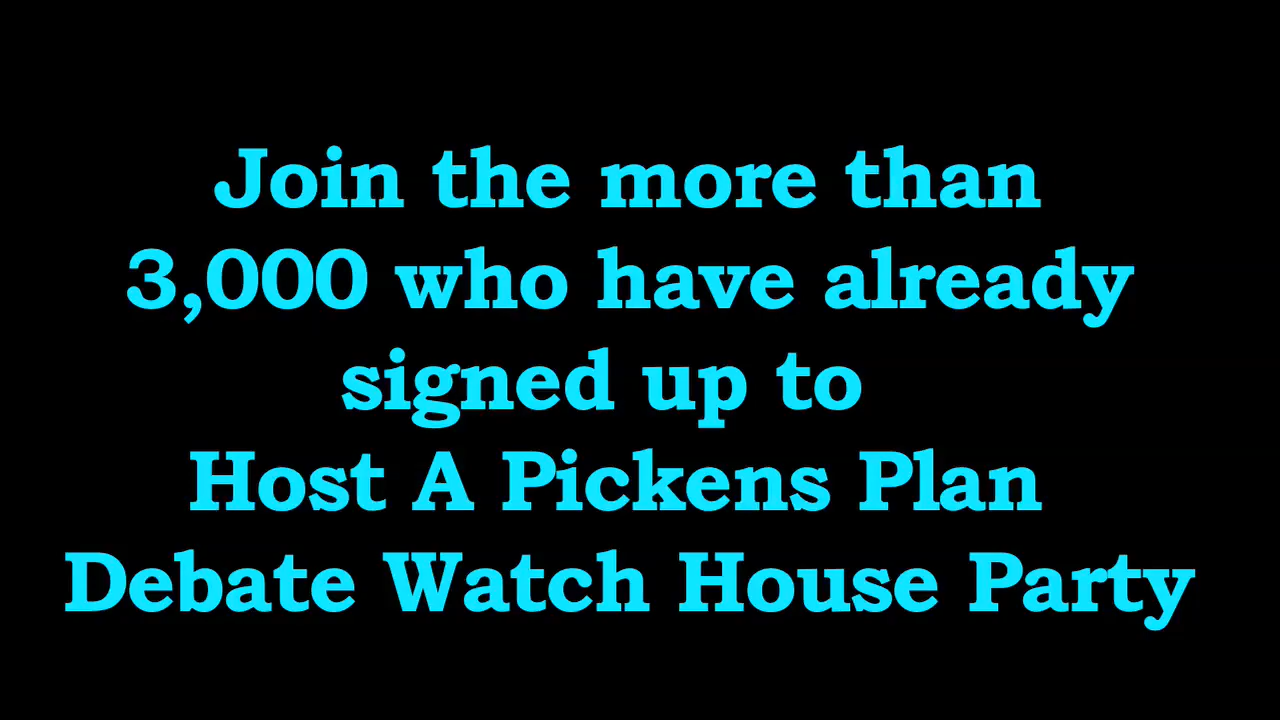 Join the more than
3,000 who have already
signed up to
Host A Pickens Plan
Debate Watch House Party